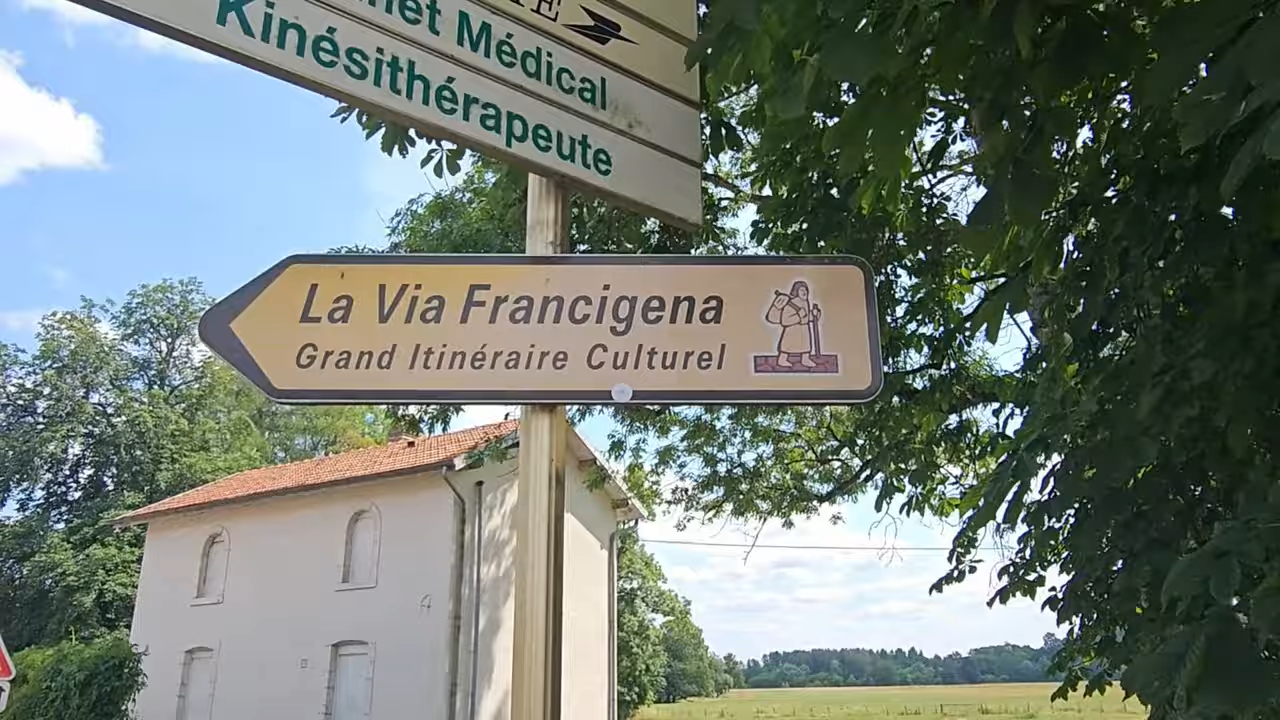 Médical
Kinésithérapeute
La Via Francigena
Grand Itinéraire Culturel